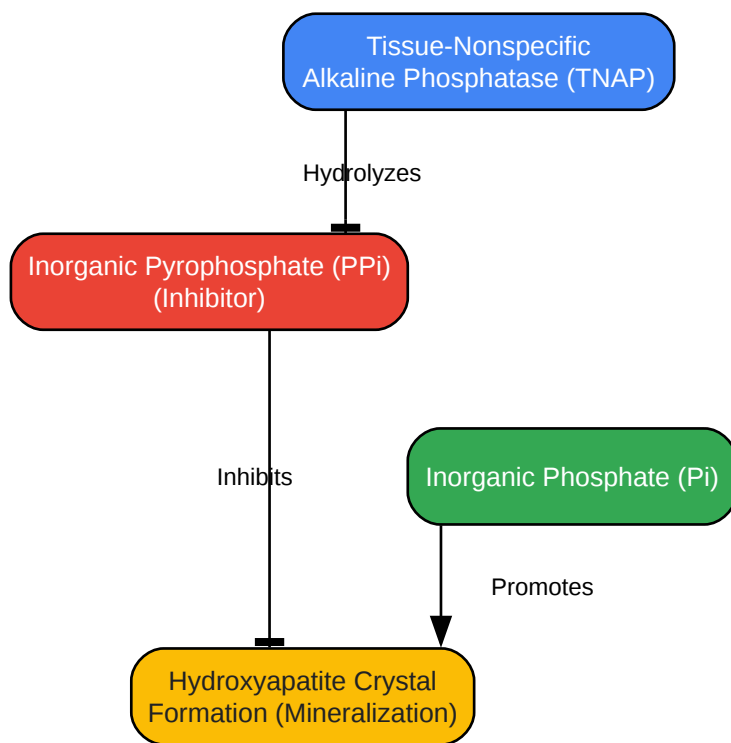 Tissue-Nonspecific
Alkaline Phosphatase (TNAP)
Hydrolyzes
Inorganic Pyrophosphate (PPi)
(Inhibitor)
Inhibits
Inorganic Phosphate (Pi)
Promotes
Hydroxyapatite Crystal
Formation (Mineralization)